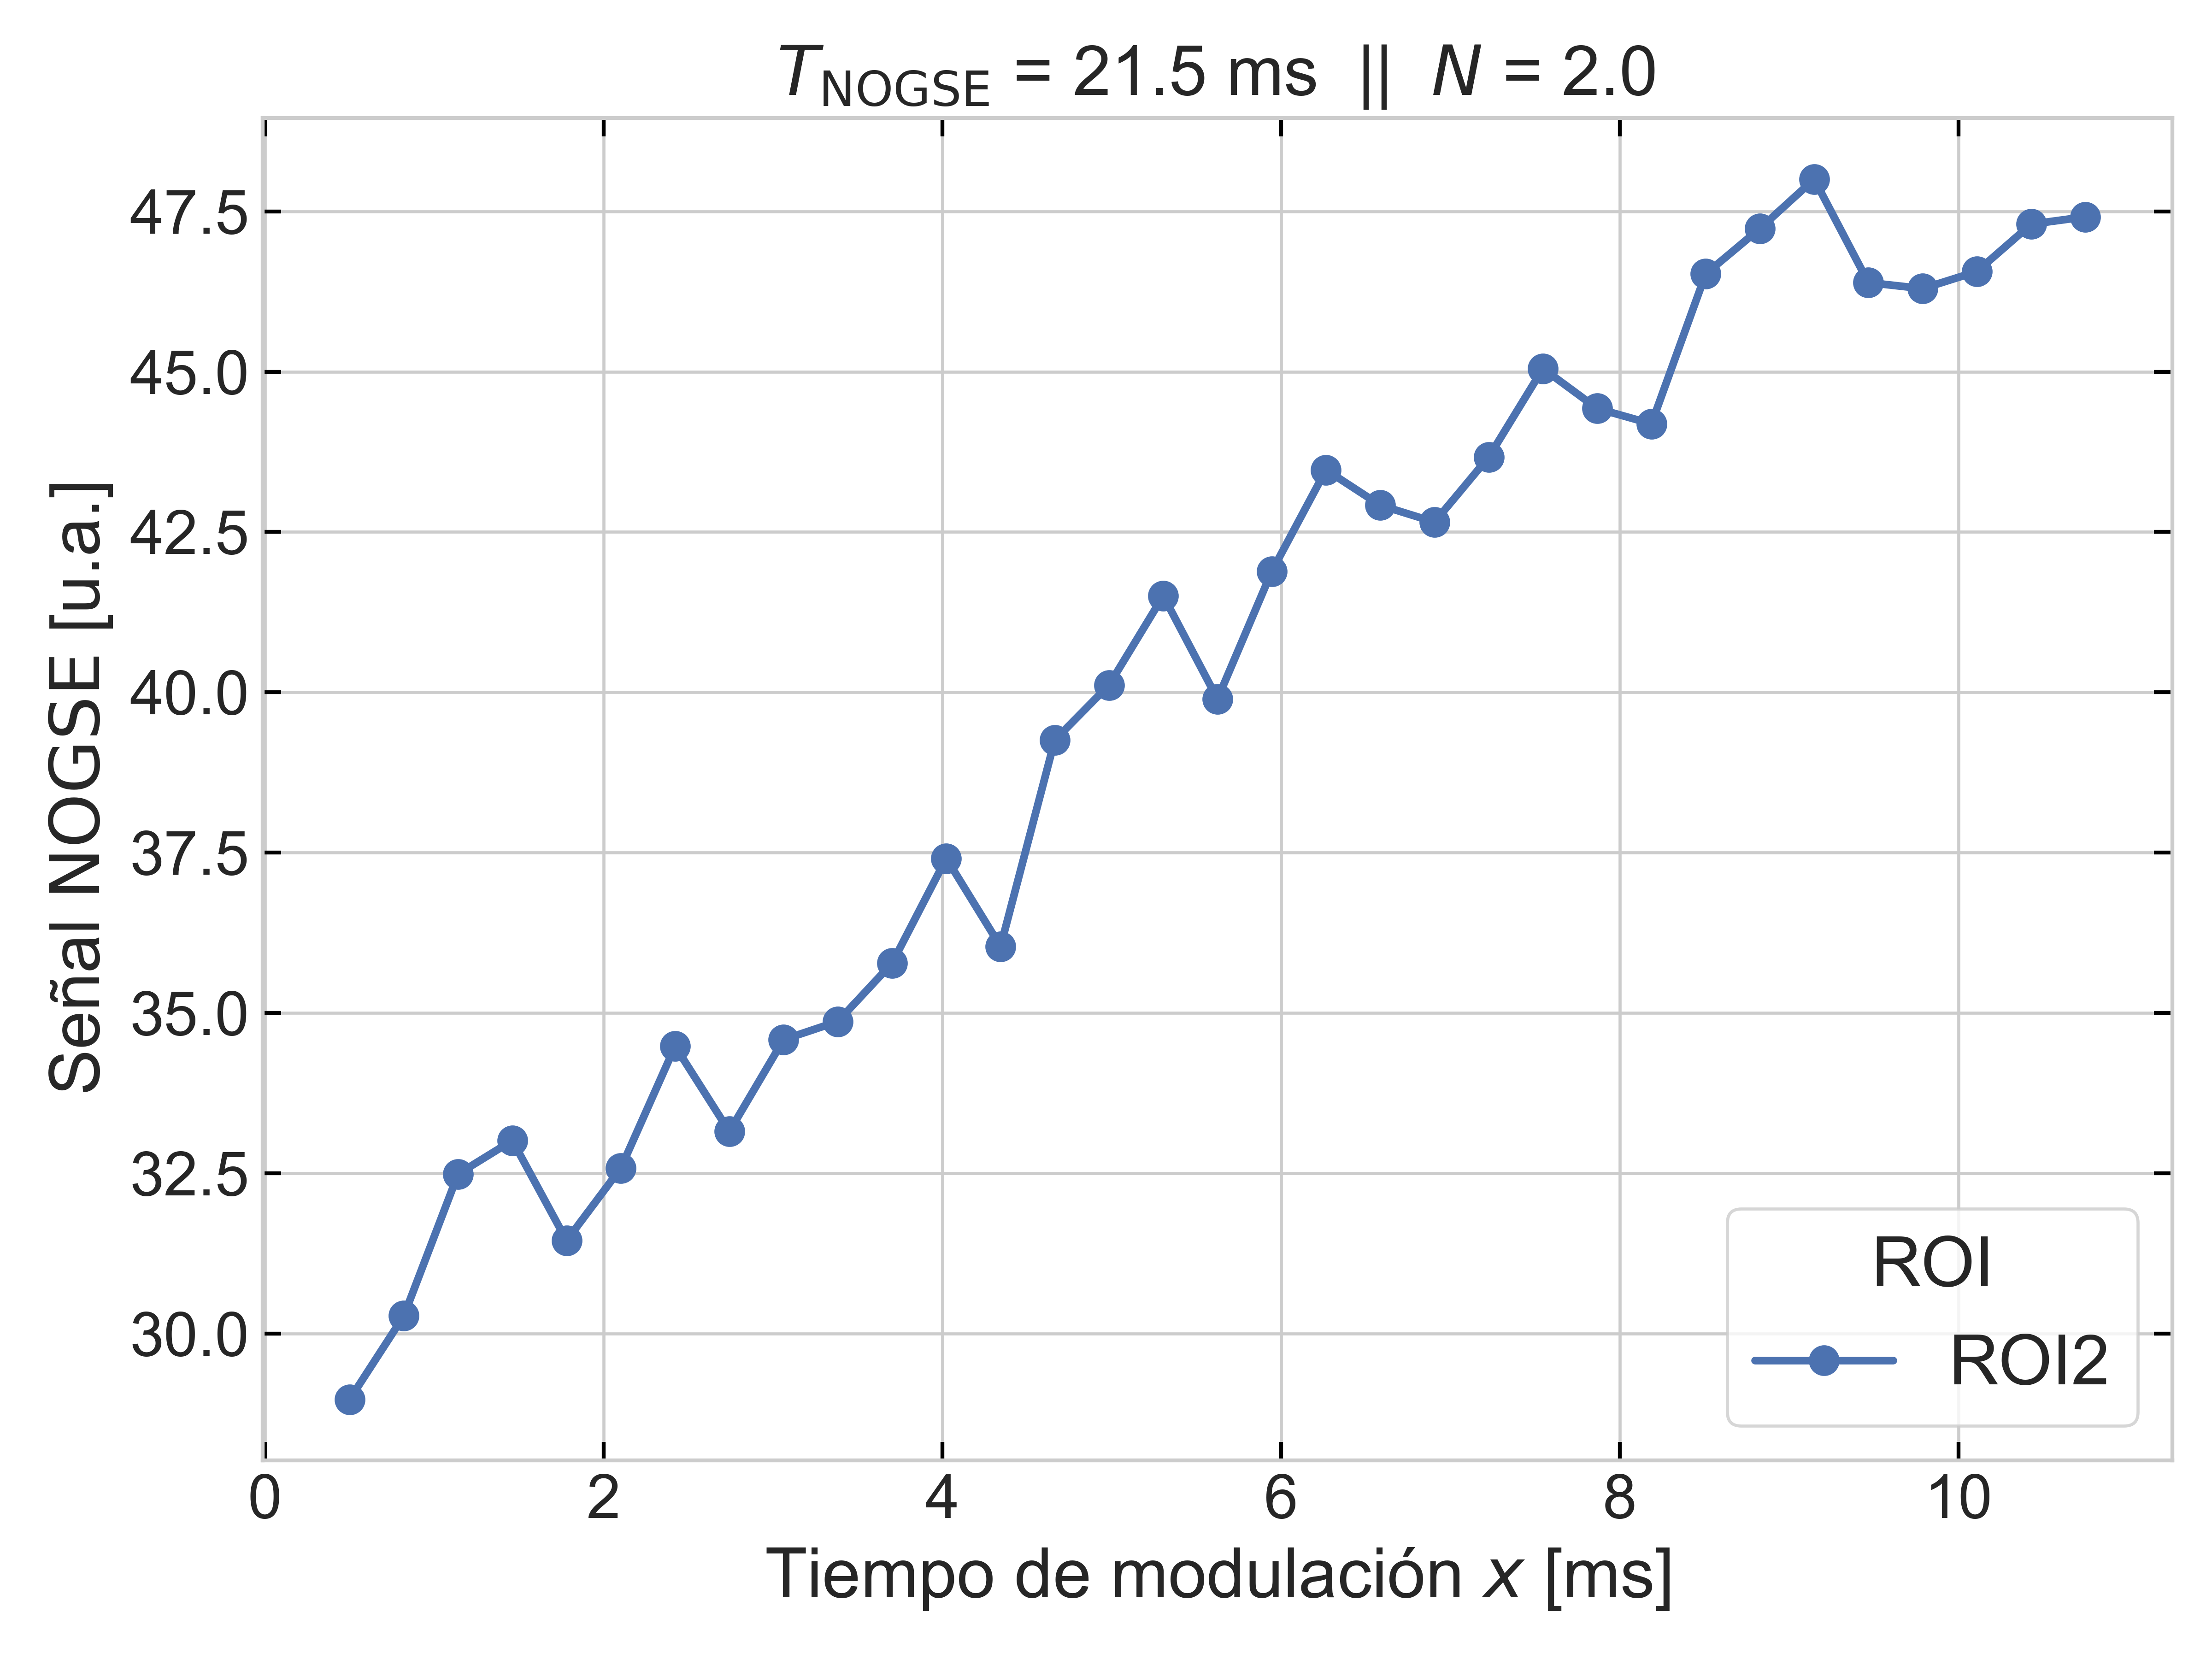 T_NOGSE = 21.5 ms || N = 2.0
Señal NOGSE [u.a.]
47.5
45.0
42.5
40.0
37.5
35.0
32.5
30.0
0 2 4 6 8 10
Tiempo de modulación x [ms]
ROI
ROI2